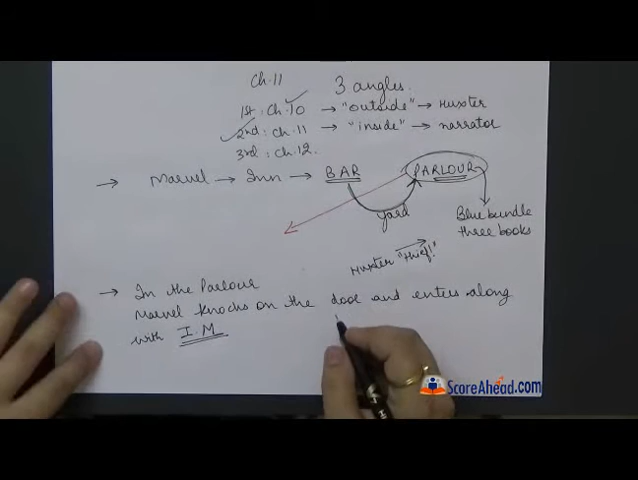 Ch. 11
3 angles.
1st : Ch. 10 → "outside" → Huxter
2nd : Ch. 11 → "inside" → narrator
3rd : Ch. 12.
→ Marvel → Inn → BAR PARLOUR
Yard
Blue bundle
three books
Huxter "thief!"
→ In the Parlour
Marvel knocks on the door and enters along
with I.M
ScoreAhead.com